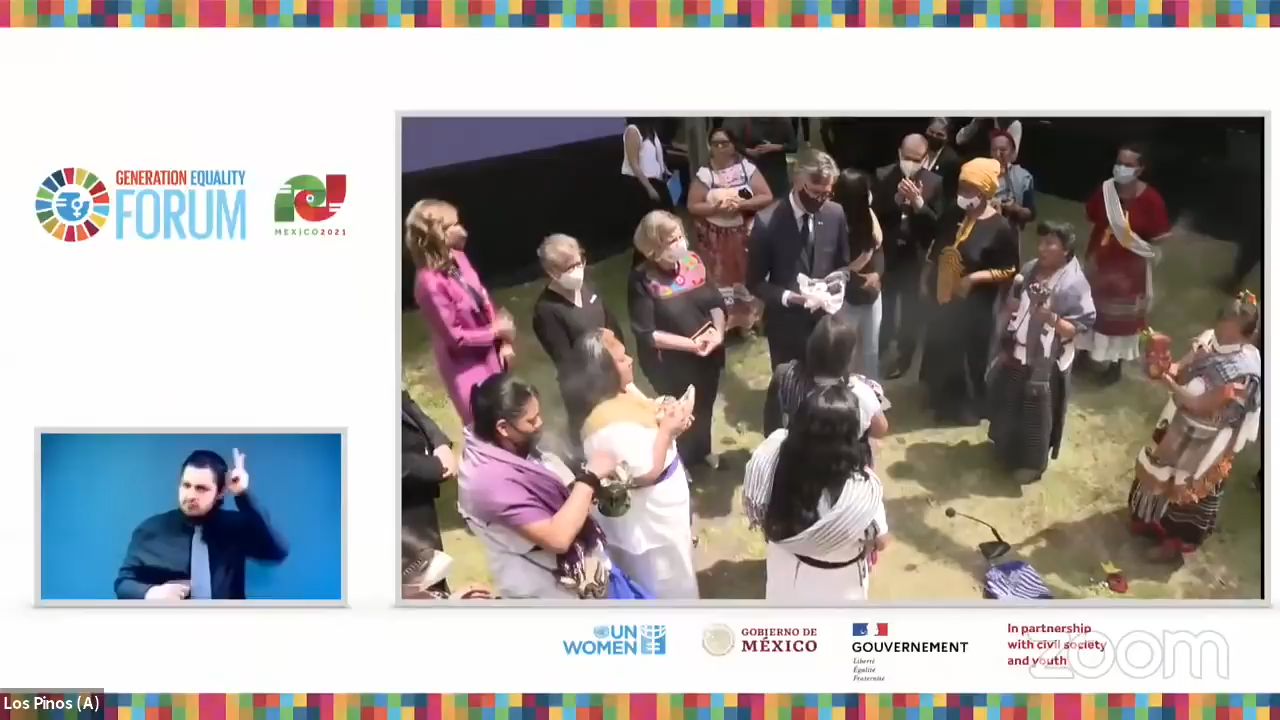 GENERATION EQUALITY
FORUM
MEXICO2021
UN
WOMEN
GOBIERNO DE
MÉXICO
GOUVERNEMENT
Liberté
Égalité
Fraternité
In partnership
with civil society
and youth
zoom
Los Pinos (A)